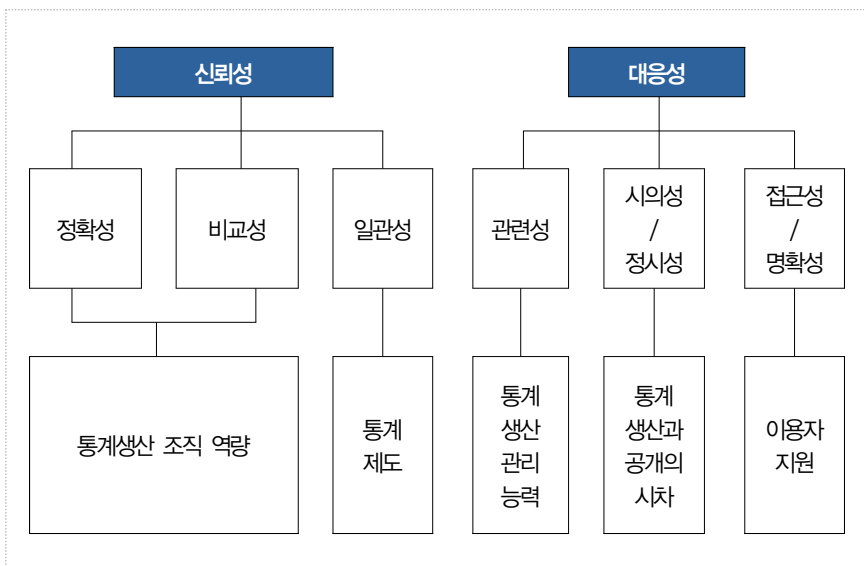 신뢰성
대응성
정확성
비교성
일관성
관련성
시의성
/
정시성
접근성
/
명확성
통계생산 조직 역량
통계
제도
통계
생산
관리
능력
통계
생산과
공개의
시차
이용자
지원